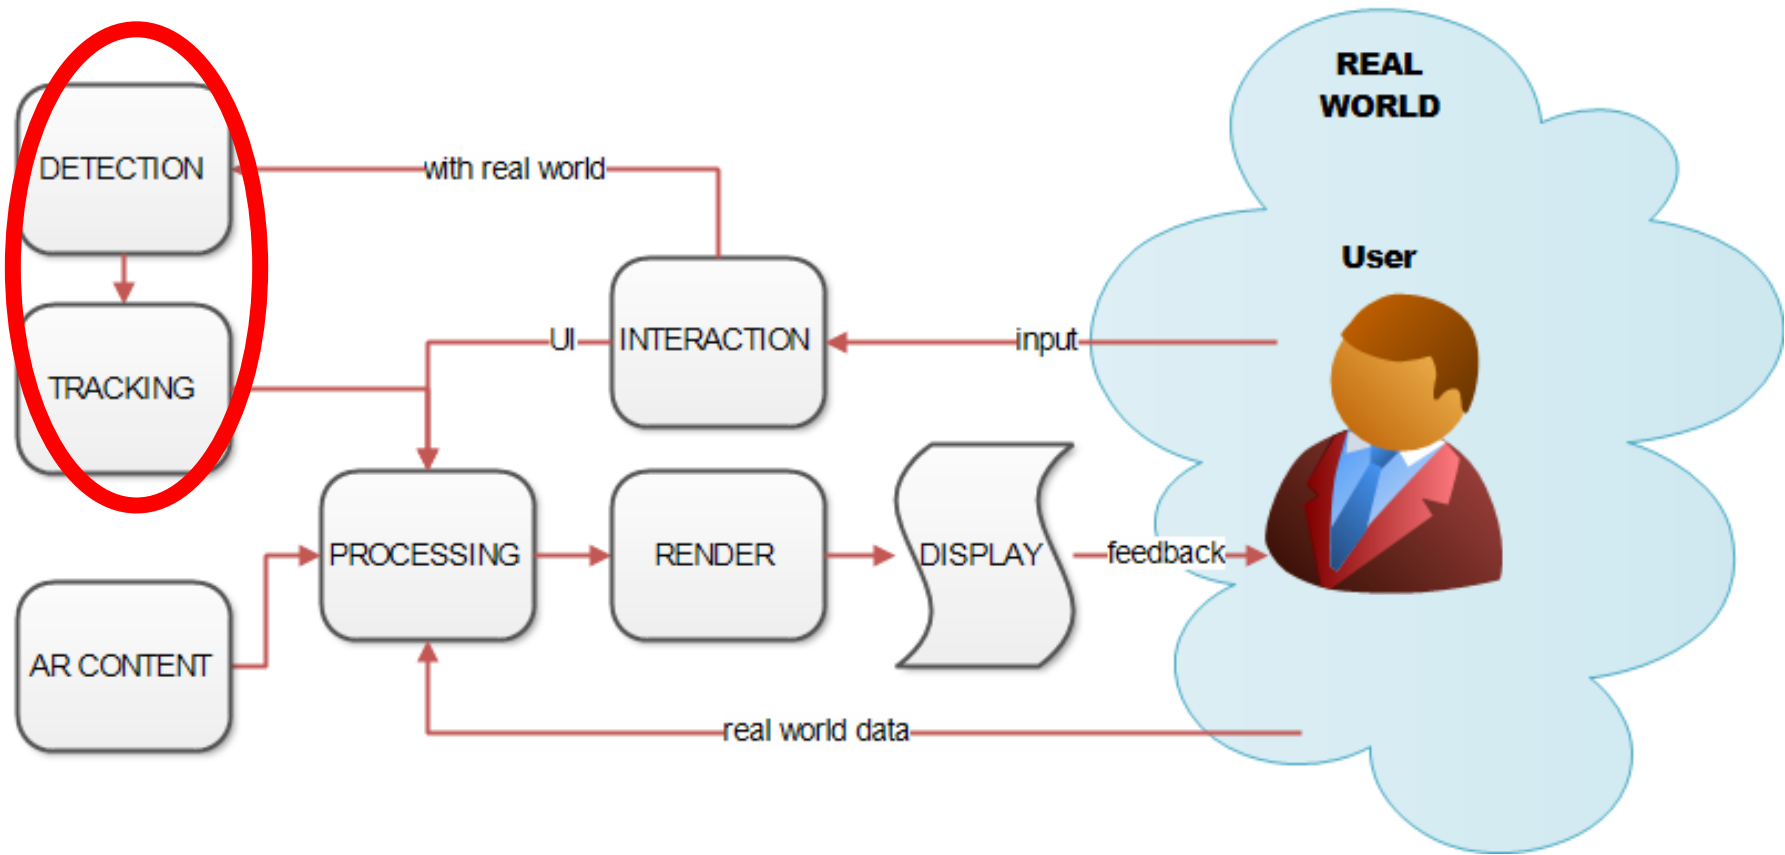 REAL
WORLD
DETECTION
with real world
User
UI
INTERACTION
input
TRACKING
PROCESSING
RENDER
DISPLAY
feedback
AR CONTENT
real world data